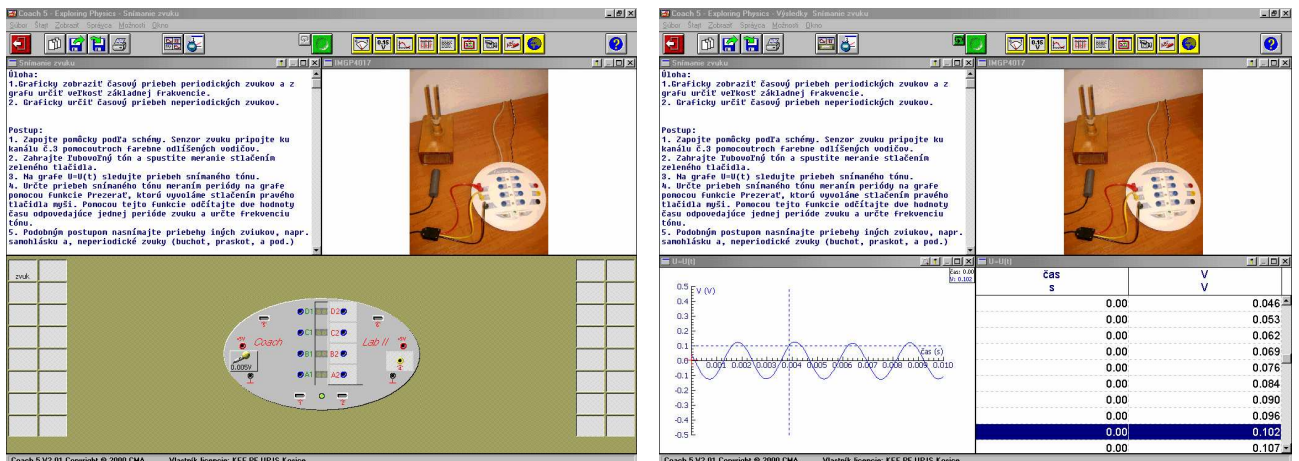 Coach 5 - Exploring Physics - Snímanie zvuku
Súbor Štart Zobraziť Správca Možnosti Okno
Snímanie zvuku
IMGP4017
Úloha:
1.Graficky zobraziť časový priebeh periodických zvukov a z
grafu určiť veľkosť základnej frakvencie.
2. Graficky určiť časový priebeh neperiodických zvukov.
Postup:
1. Zapojte pomôcky podľa schémy. Senzor zvuku pripojte ku
kanálu č.3 pomocoutroch farebne odlíšených vodičov.
2. Zahrajte ľubovoľný tón a spustite meranie stlačením
zeleného tlačidla.
3. Na grafe U=U(t) sledujte priebeh snímaného tónu.
4. Určte priebeh snímaného tónu meraním periódy na grafe
pomocou funkcie Prezerať, ktorú vyvoláme stlačením pravého
tlačidla myši. Pomocou tejto funkcie odčítajte dve hodnoty
času odpovedajúce jednej perióde zvuku a určte frekvenciu
tónu.
5. Podobným postupom nasnímajte priebehy iných zviukov, napr.
samohlásku a, neperiodické zvuky (buchot, praskot, a pod.)
zvuk
Coach Lab II
D1 D2
C1 C2
B1 B2
A1 A2
0.005V
Coach 5 V2.01 Copyright © 2000 CMA Vlastník licencie: KEF PF UPJS Kosice
Coach 5 - Exploring Physics - Výsledky Snímanie zvuku
Súbor Štart Zobraziť Správca Možnosti Okno
Snímanie zvuku
IMGP4017
Úloha:
1.Graficky zobraziť časový priebeh periodických zvukov a z
grafu určiť veľkosť základnej frakvencie.
2. Graficky určiť časový priebeh neperiodických zvukov.
Postup:
1. Zapojte pomôcky podľa schémy. Senzor zvuku pripojte ku
kanálu č.3 pomocoutroch farebne odlíšených vodičov.
2. Zahrajte ľubovoľný tón a spustite meranie stlačením
zeleného tlačidla.
3. Na grafe U=U(t) sledujte priebeh snímaného tónu.
4. Určte priebeh snímaného tónu meraním periódy na grafe
pomocou funkcie Prezerať, ktorú vyvoláme stlačením pravého
tlačidla myši. Pomocou tejto funkcie odčítajte dve hodnoty
času odpovedajúce jednej perióde zvuku a určte frekvenciu
tónu.
5. Podobným postupom nasnímajte priebehy iných zviukov, napr.
samohlásku a, neperiodické zvuky (buchot, praskot, a pod.)
U=U(t)
čas: 0.00
V: 0.102
V (V)
0.5
0.4
0.3
0.2
0.1
0.0
-0.1
-0.2
-0.3
-0.4
-0.5
čas (s)
0.001 0.002 0.003 0.004 0.005 0.006 0.007 0.008 0.009 0.010
U=U(t)
čas V
s V
0.00 0.046
0.00 0.053
0.00 0.062
0.00 0.069
0.00 0.076
0.00 0.084
0.00 0.090
0.00 0.096
0.00 0.102
0.00 0.107
Coach 5 V2.01 Copyright © 2000 CMA Vlastník licencie: KEF PF UPJS Kosice